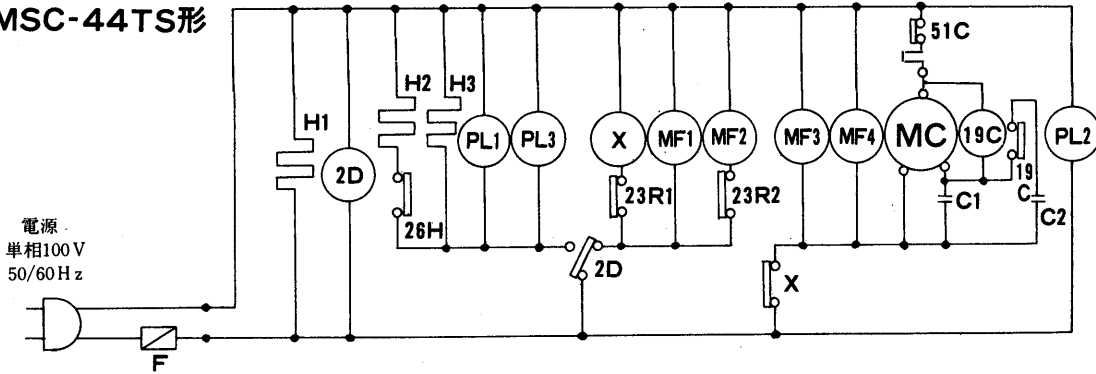 MSC-44TS形
電源
単相100V
50/60Hz
F
H1
2D
H2
26H
H3
PL1
PL3
2D
X
23R1
MF1
MF2
23R2
X
MF3
MF4
51C
MC
19C
C1
19
C
C2
PL2